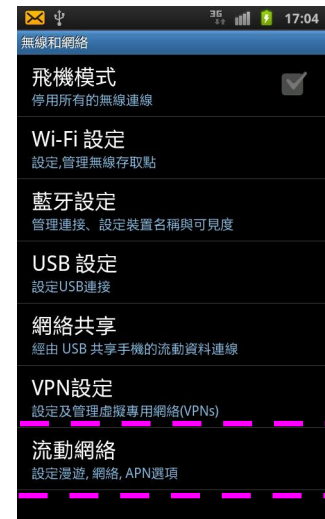 3G 17:04
無線和網絡
飛機模式
停用所有的無線連線
Wi-Fi 設定
設定,管理無線存取點
藍牙設定
管理連接、設定裝置名稱與可見度
USB 設定
設定USB連接
網絡共享
經由 USB 共享手機的流動資料連線
VPN設定
設定及管理虛擬專用網絡(VPNs)
流動網絡
設定漫遊, 網絡, APN選項